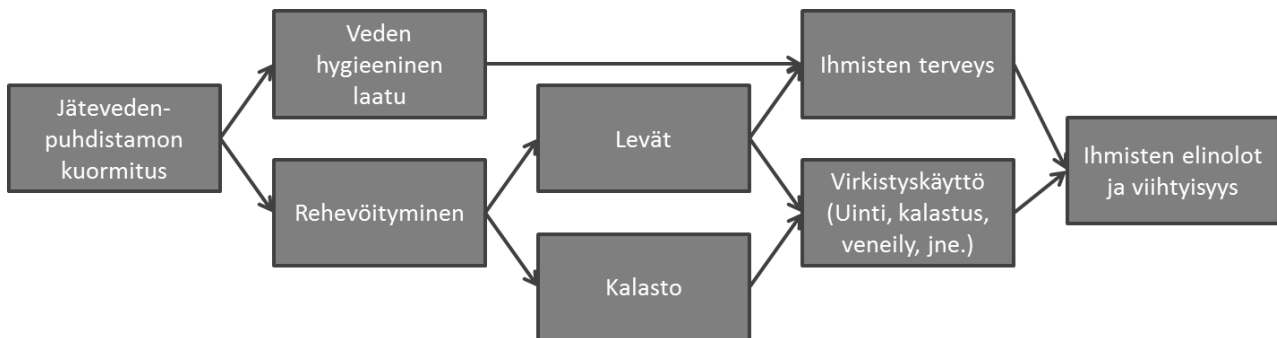 Jäteveden-
puhdistamon
kuormitus
Veden
hygieeninen
laatu
Rehevöityminen
Levät
Kalasto
Ihmisten terveys
Virkistyskäyttö
(Uinti, kalastus,
veneily, jne.)
Ihmisten elinolot
ja viihtyisyys